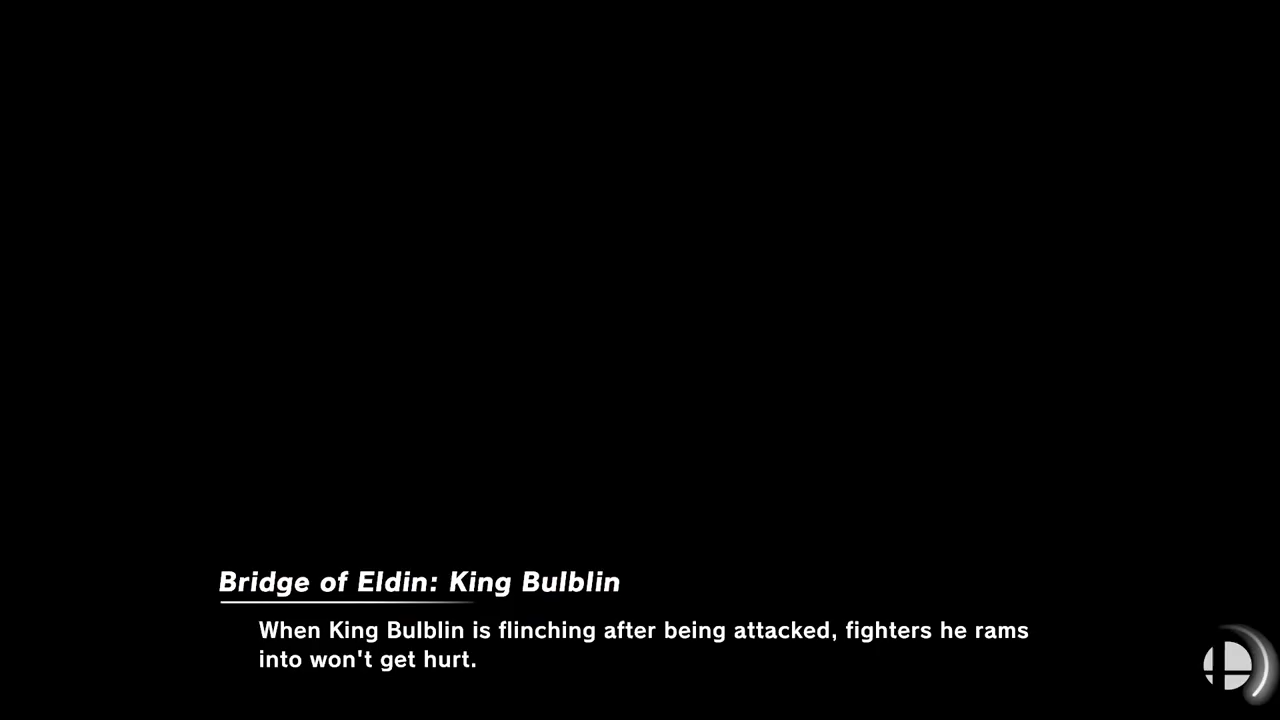 Bridge of Eldin: King Bulblin
When King Bulblin is flinching after being attacked, fighters he rams
into won't get hurt.